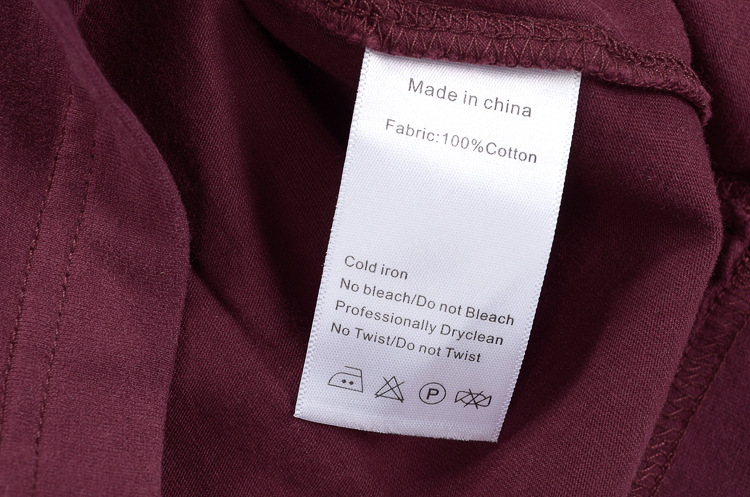 Made in china
Fabric:100%Cotton
Cold iron
No bleach/Do not Bleach
Professionally Dryclean
No Twist/Do not Twist
P